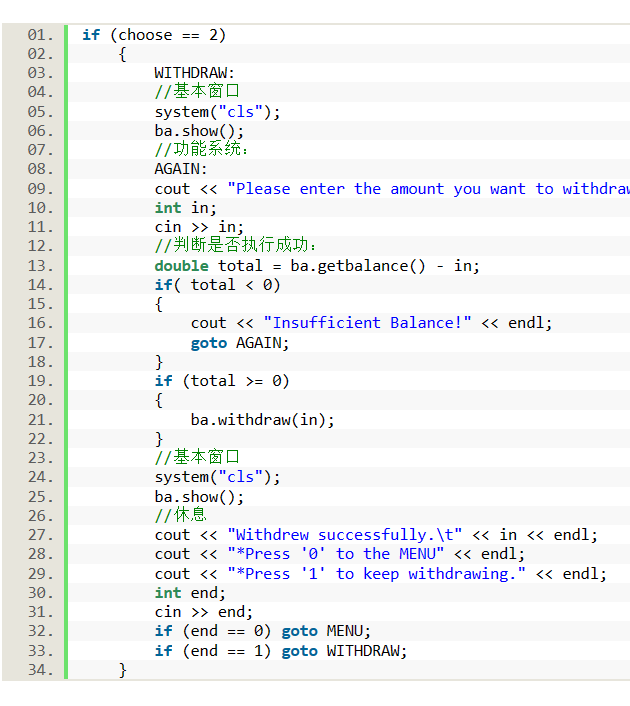 01. if (choose == 2)
02. {
03. WITHDRAW:
04. //基本窗口
05. system("cls");
06. ba.show();
07. //功能系统:
08. AGAIN:
09. cout << "Please enter the amount you want to withdraw
10. int in;
11. cin >> in;
12. //判断是否执行成功:
13. double total = ba.getbalance() - in;
14. if( total < 0)
15. {
16. cout << "Insufficient Balance!" << endl;
17. goto AGAIN;
18. }
19. if (total >= 0)
20. {
21. ba.withdraw(in);
22. }
23. //基本窗口
24. system("cls");
25. ba.show();
26. //休息
27. cout << "Withdrew successfully.\t" << in << endl;
28. cout << "*Press '0' to the MENU" << endl;
29. cout << "*Press '1' to keep withdrawing." << endl;
30. int end;
31. cin >> end;
32. if (end == 0) goto MENU;
33. if (end == 1) goto WITHDRAW;
34. }